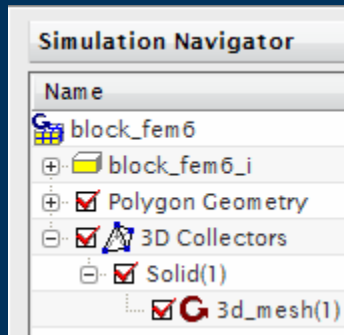 Simulation Navigator
Name
block_fem6
block_fem6_i
Polygon Geometry
3D Collectors
Solid(1)
3d_mesh(1)